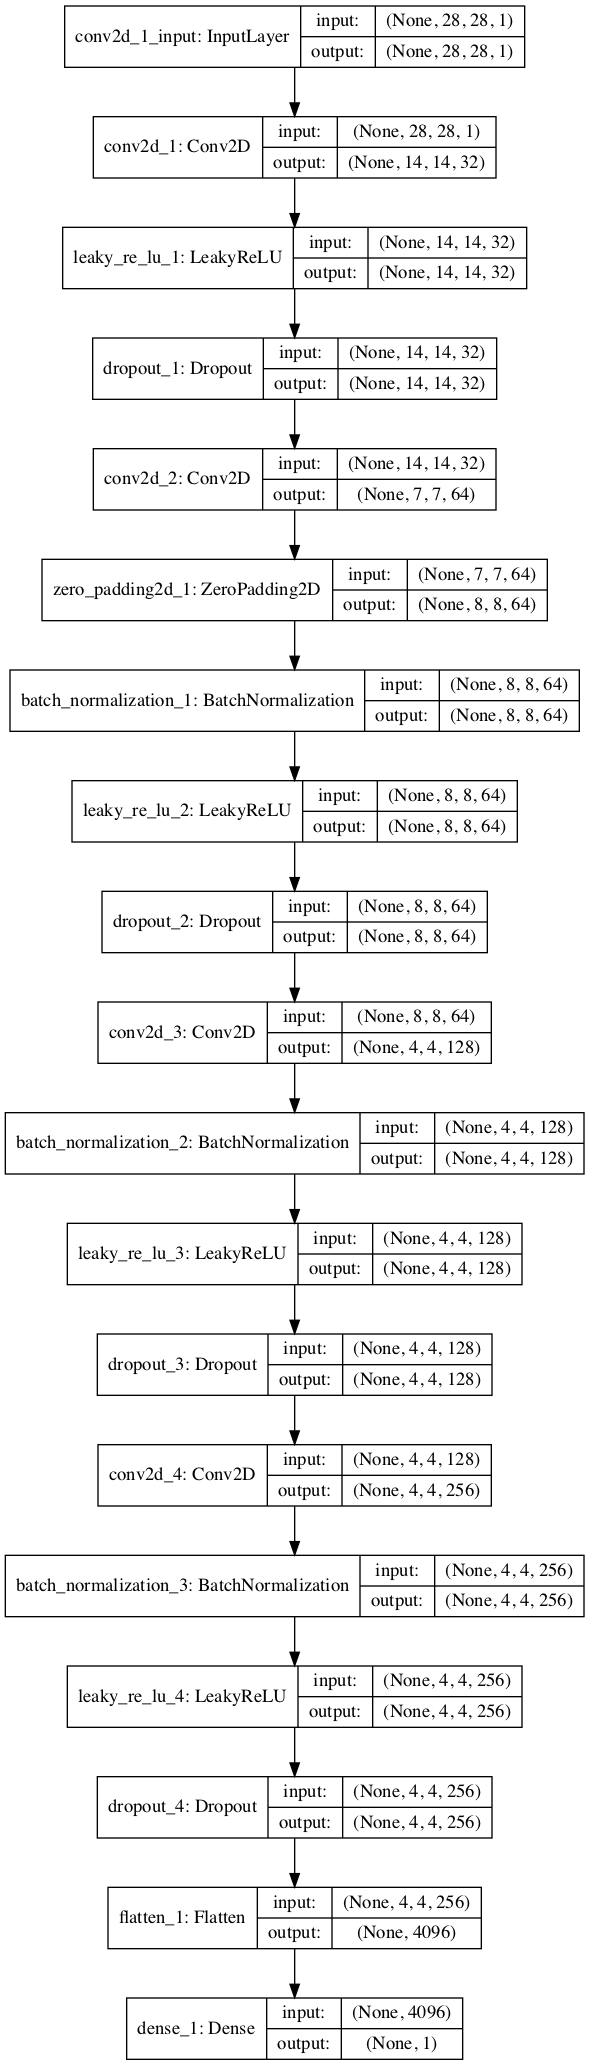 conv2d_1_input: InputLayer
input: (None, 28, 28, 1)
output: (None, 28, 28, 1)
conv2d_1: Conv2D
input: (None, 28, 28, 1)
output: (None, 14, 14, 32)
leaky_re_lu_1: LeakyReLU
input: (None, 14, 14, 32)
output: (None, 14, 14, 32)
dropout_1: Dropout
input: (None, 14, 14, 32)
output: (None, 14, 14, 32)
conv2d_2: Conv2D
input: (None, 14, 14, 32)
output: (None, 7, 7, 64)
zero_padding2d_1: ZeroPadding2D
input: (None, 7, 7, 64)
output: (None, 8, 8, 64)
batch_normalization_1: BatchNormalization
input: (None, 8, 8, 64)
output: (None, 8, 8, 64)
leaky_re_lu_2: LeakyReLU
input: (None, 8, 8, 64)
output: (None, 8, 8, 64)
dropout_2: Dropout
input: (None, 8, 8, 64)
output: (None, 8, 8, 64)
conv2d_3: Conv2D
input: (None, 8, 8, 64)
output: (None, 4, 4, 128)
batch_normalization_2: BatchNormalization
input: (None, 4, 4, 128)
output: (None, 4, 4, 128)
leaky_re_lu_3: LeakyReLU
input: (None, 4, 4, 128)
output: (None, 4, 4, 128)
dropout_3: Dropout
input: (None, 4, 4, 128)
output: (None, 4, 4, 128)
conv2d_4: Conv2D
input: (None, 4, 4, 128)
output: (None, 4, 4, 256)
batch_normalization_3: BatchNormalization
input: (None, 4, 4, 256)
output: (None, 4, 4, 256)
leaky_re_lu_4: LeakyReLU
input: (None, 4, 4, 256)
output: (None, 4, 4, 256)
dropout_4: Dropout
input: (None, 4, 4, 256)
output: (None, 4, 4, 256)
flatten_1: Flatten
input: (None, 4, 4, 256)
output: (None, 4096)
dense_1: Dense
input: (None, 4096)
output: (None, 1)